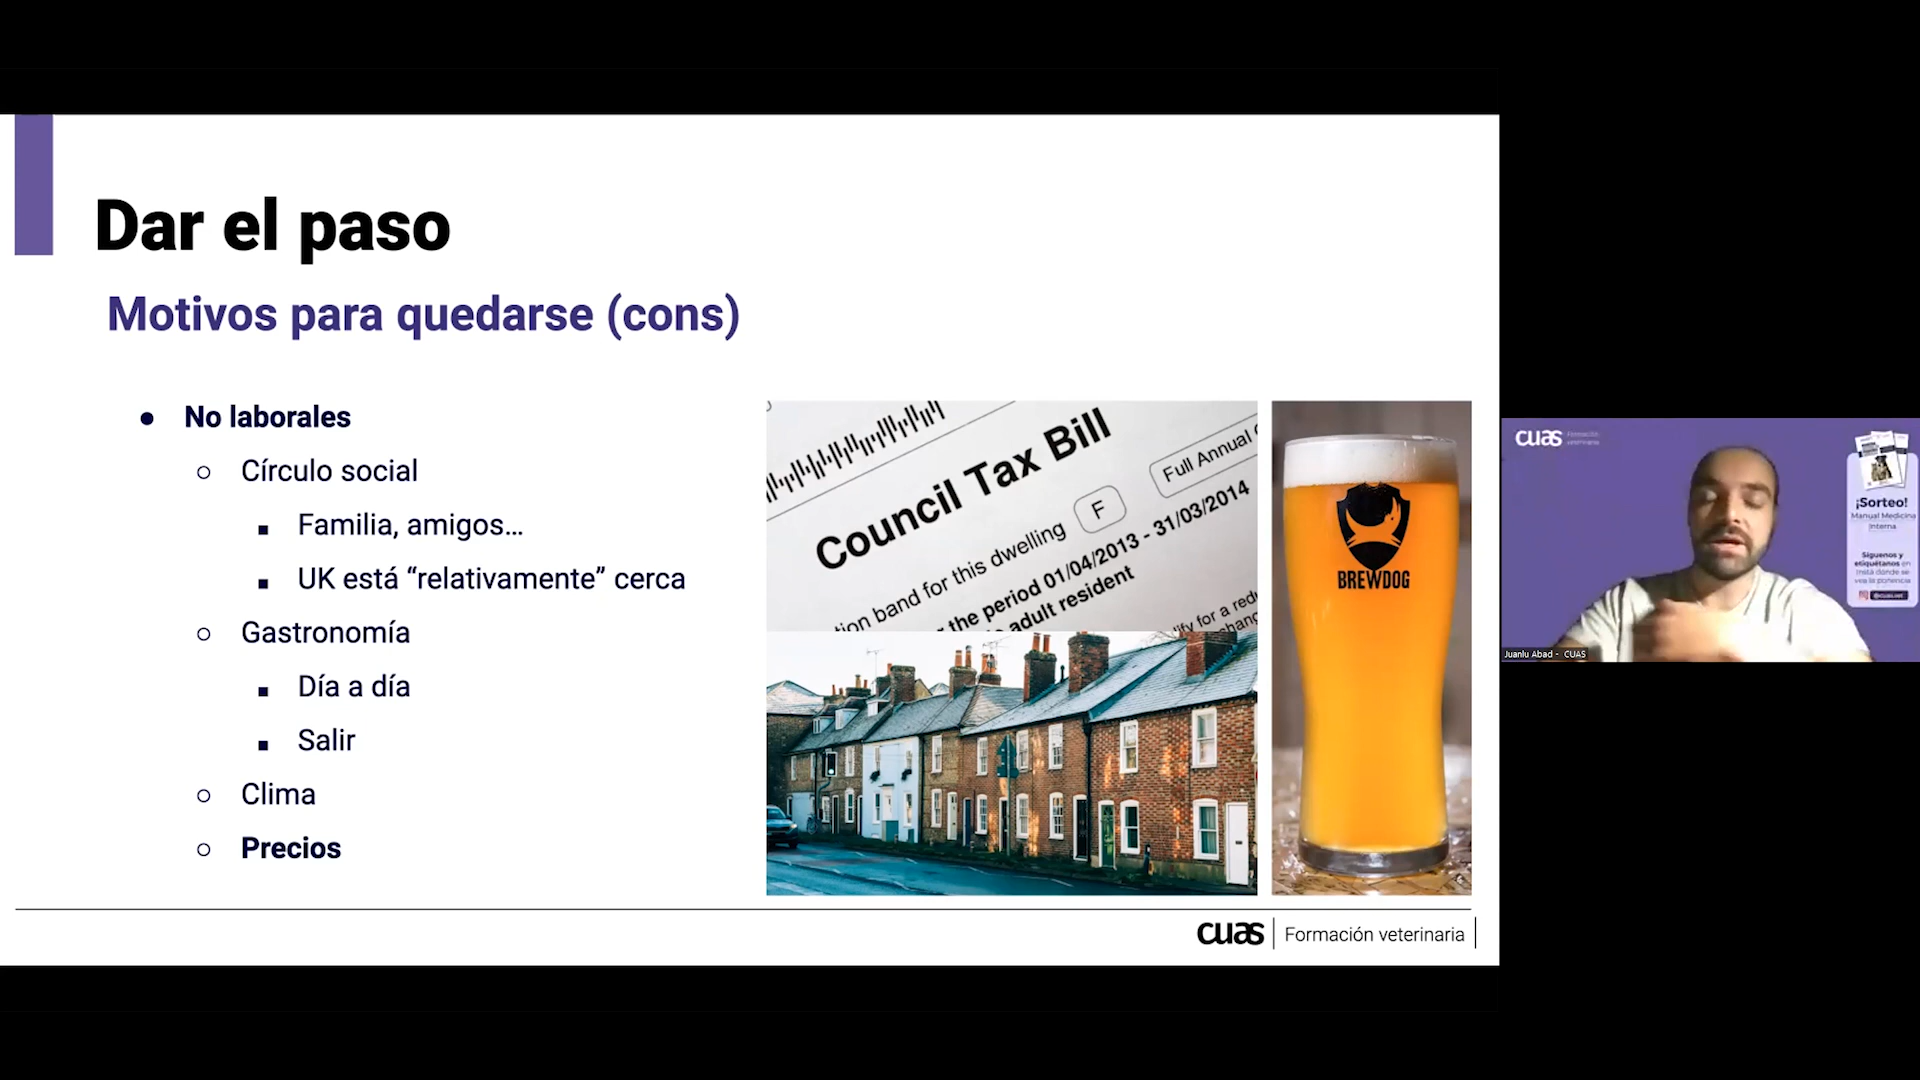 Dar el paso
Motivos para quedarse (cons)
● No laborales
○ Círculo social
■ Familia, amigos…
■ UK está “relativamente” cerca
○ Gastronomía
■ Día a día
■ Salir
○ Clima
○ Precios
Council Tax Bill
Full Annual
band for this dwelling F
the period 01/04/2013 - 31/03/2014
adult resident
for a
BREWDOG
cuas Formación veterinaria
cuas Formación
veterinaria
¡Sorteo!
Manual Medicina
Interna
Síguenos y
etiquétanos en
insta donde se
vea la ponencia
@cuas.vet
Juanlu Abad - CUAS